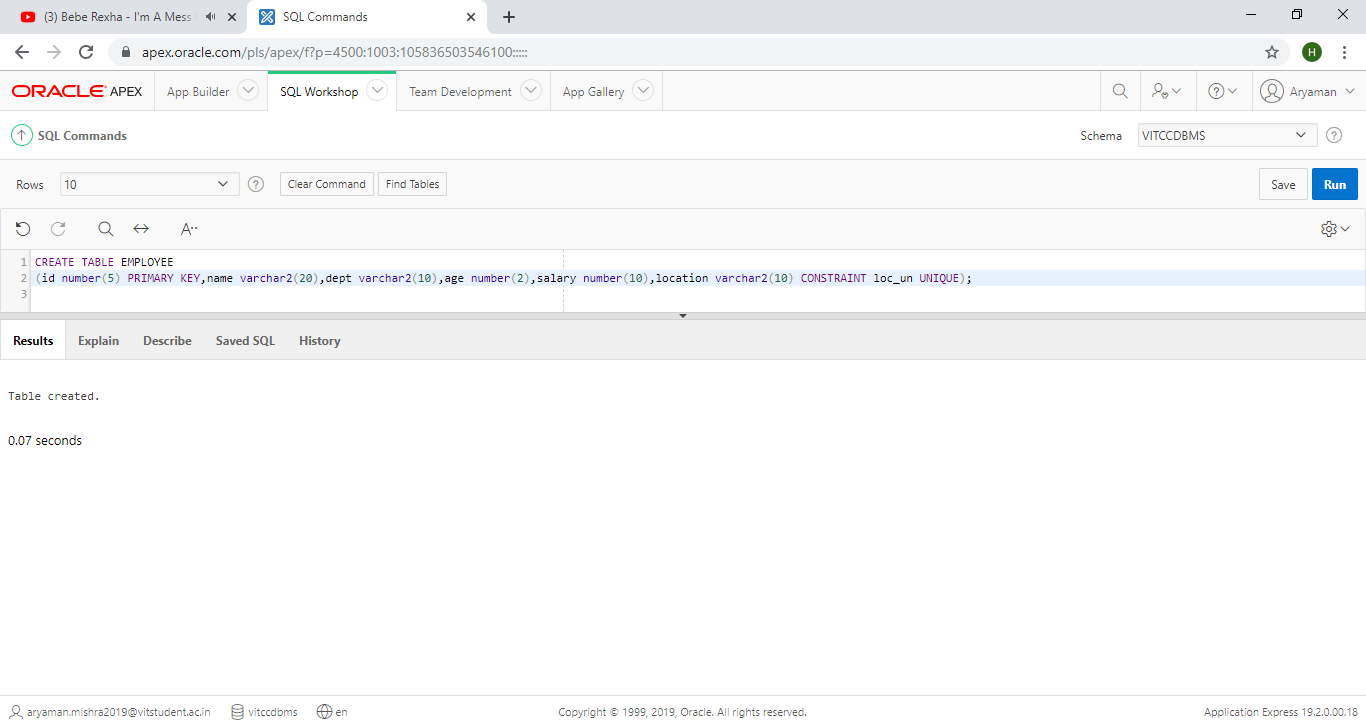 (3) Bebe Rexha - I'm A Mess
SQL Commands
apex.oracle.com/pls/apex/f?p=4500:1003:105836503546100:::::
H
ORACLE APEX
App Builder
SQL Workshop
Team Development
App Gallery
Aryaman
SQL Commands
Schema
VITCCDBMS
Rows
10
Clear Command
Find Tables
Save
Run
A··
1 CREATE TABLE EMPLOYEE
2 (id number(5) PRIMARY KEY,name varchar2(20),dept varchar2(10),age number(2),salary number(10),location varchar2(10) CONSTRAINT loc_un UNIQUE);
3
Results
Explain
Describe
Saved SQL
History
Table created.
0.07 seconds
aryaman.mishra2019@vitstudent.ac.in
vitccdbms
en
Copyright © 1999, 2019, Oracle. All rights reserved.
Application Express 19.2.0.00.18